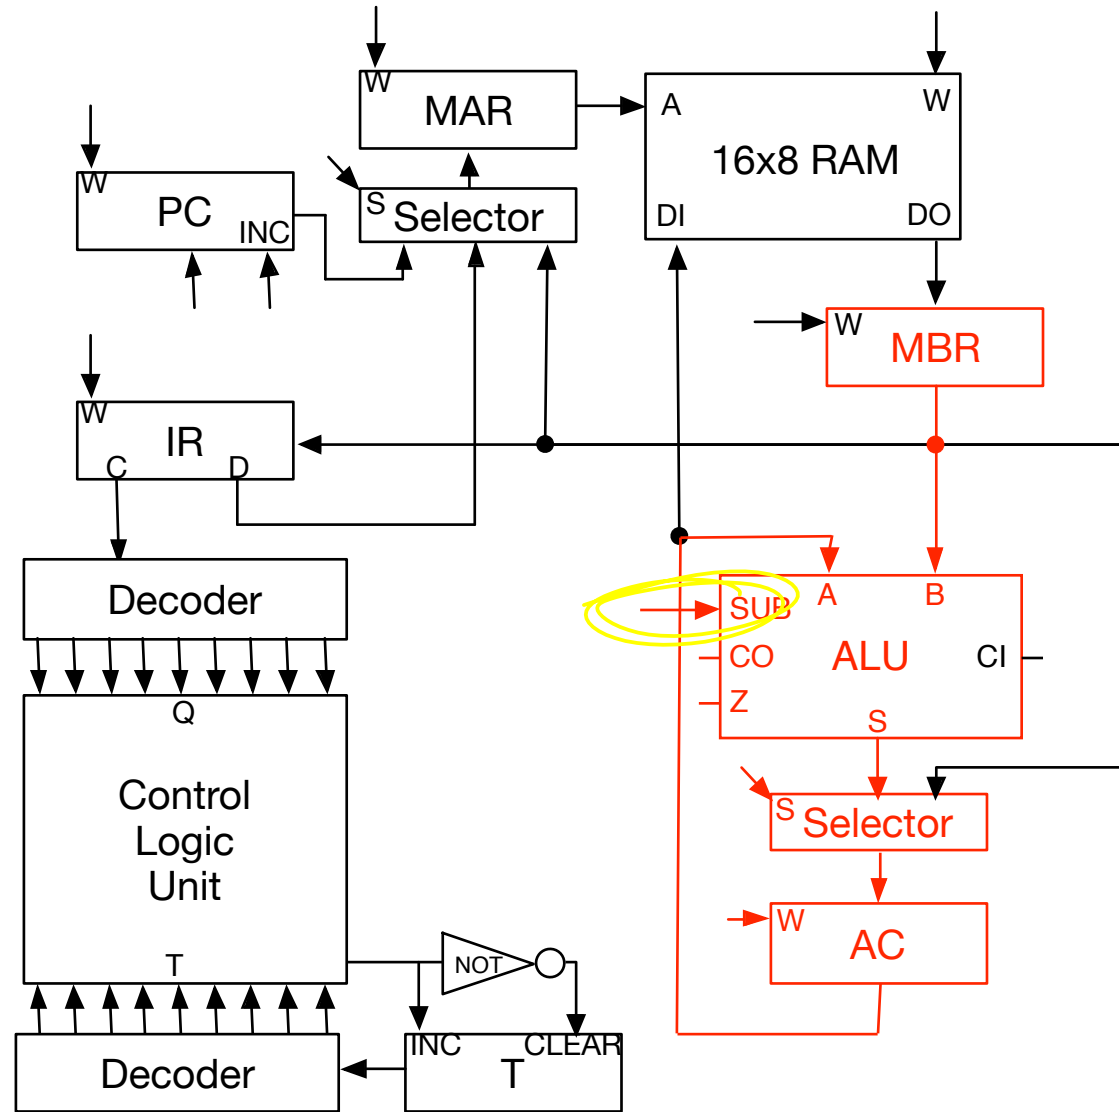 W
MAR
A
W
16x8 RAM
DI
DO
W
PC
INC
S
Selector
W
MBR
W
IR
C
D
Decoder
Q
Control
Logic
Unit
T
NOT
INC
CLEAR
T
Decoder
A
B
SUB
CO
ALU
CI
Z
S
S
Selector
W
AC